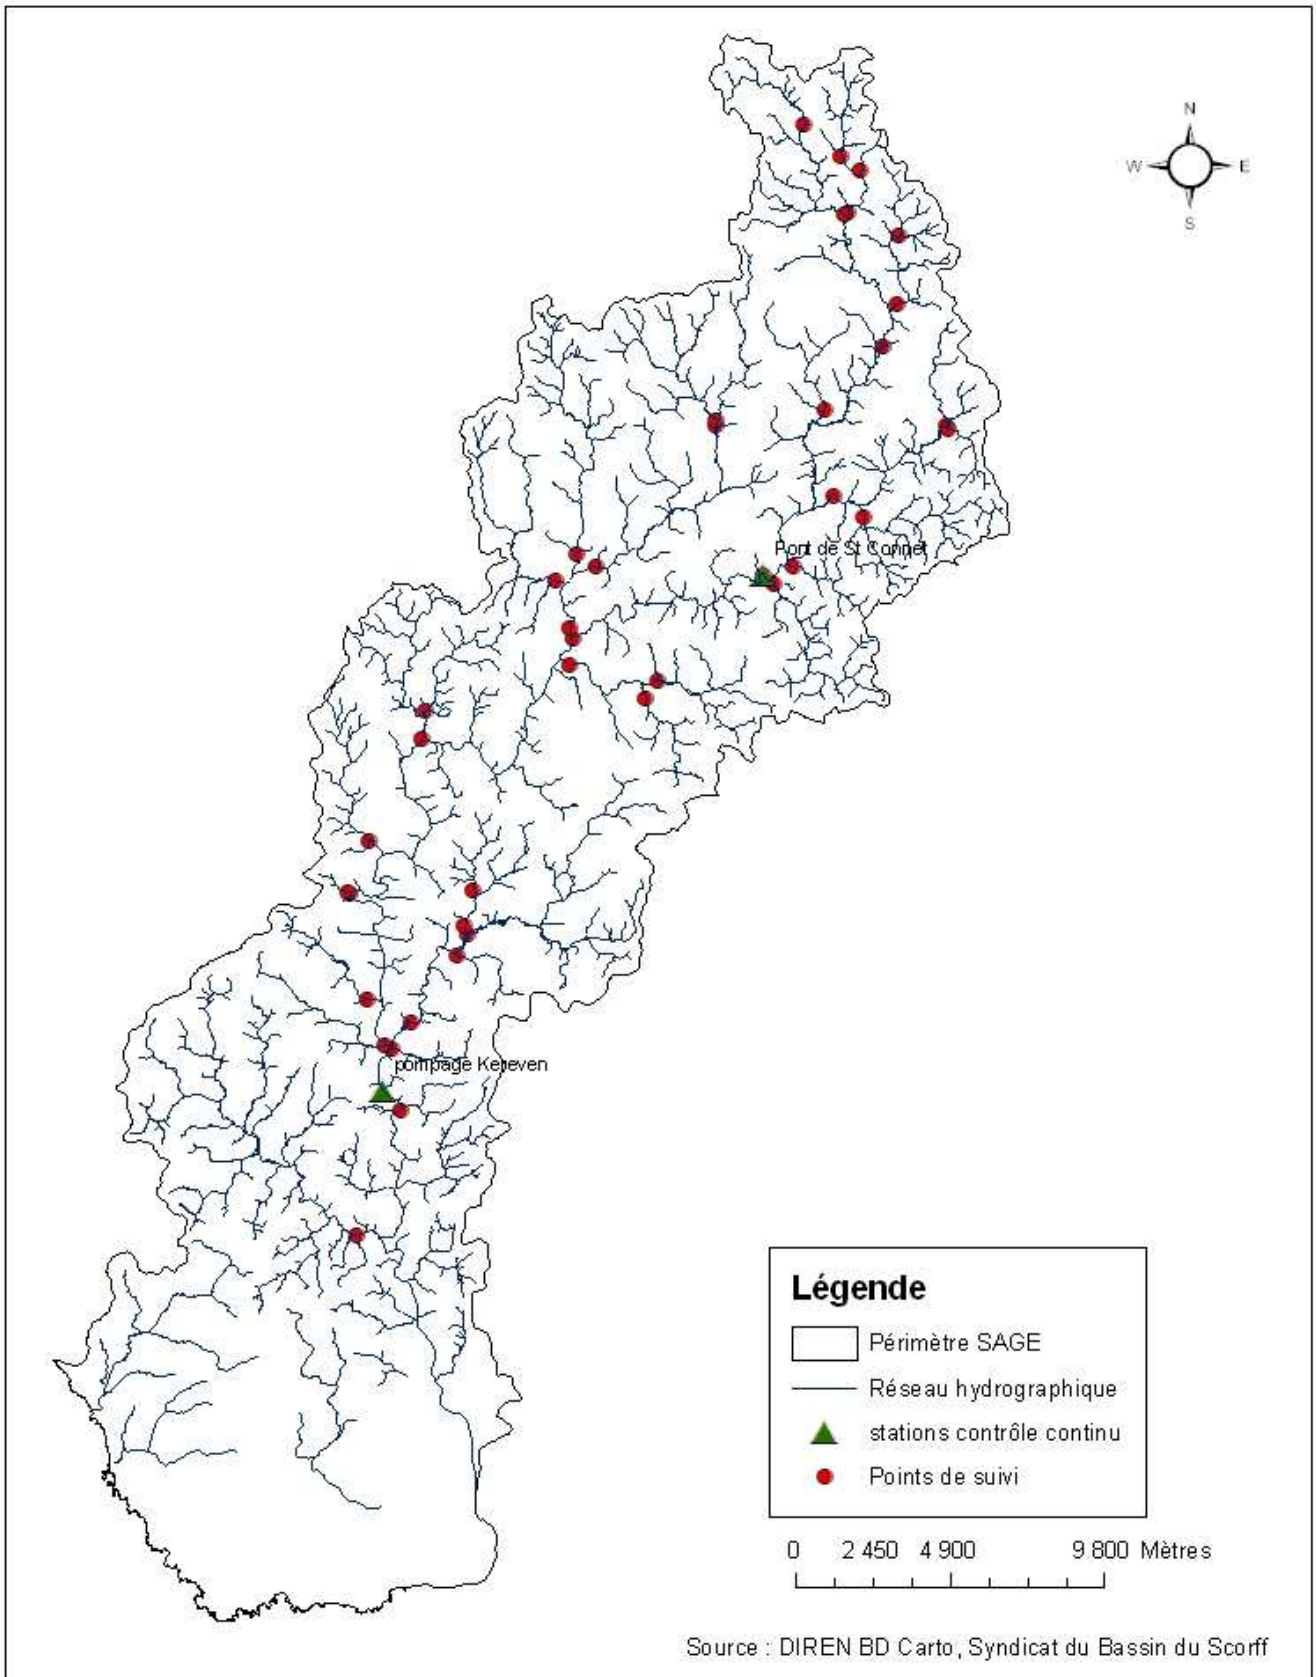 N
W E
S
Pont de St Connet
pompage Kereven
Légende
Périmètre SAGE
Réseau hydrographique
stations contrôle continu
Points de suivi
0 2 450 4 900 9 800 Mètres
Source : DIREN BD Carto, Syndicat du Bassin du Scorff